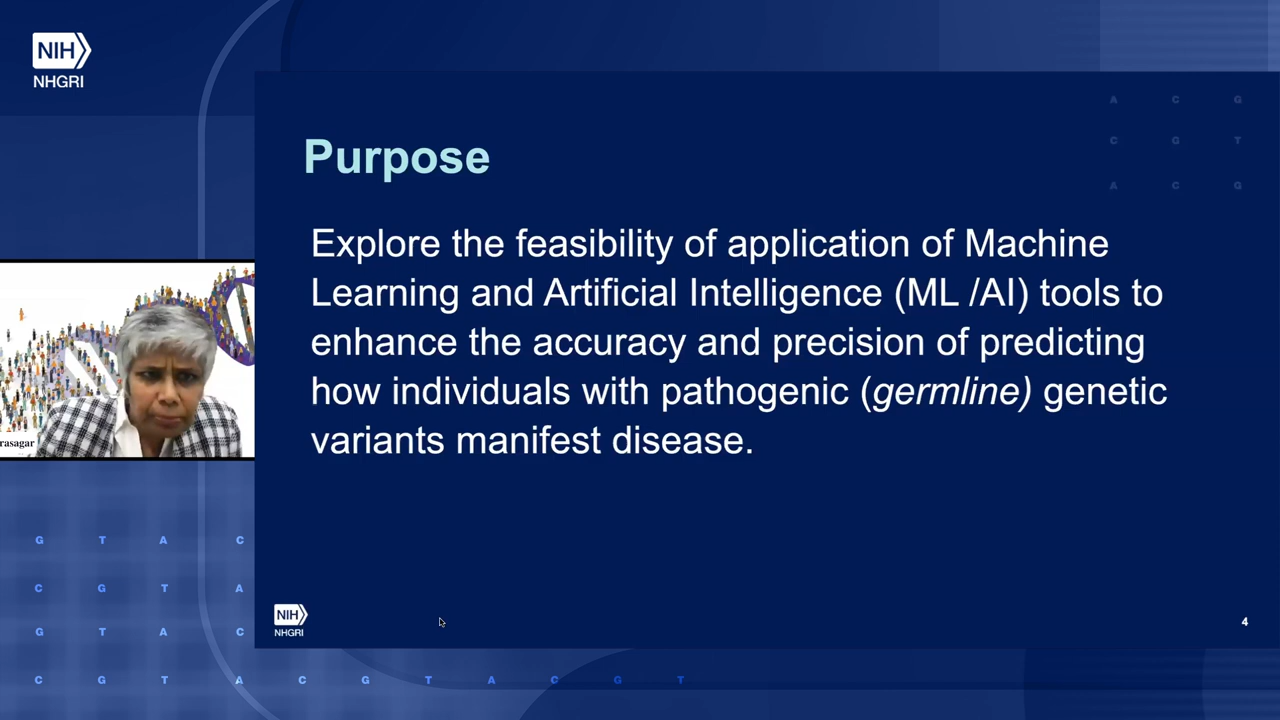 NIH
NHGRI
A C G
C G T
A C G
Purpose
Explore the feasibility of application of Machine
Learning and Artificial Intelligence (ML /AI) tools to
enhance the accuracy and precision of predicting
how individuals with pathogenic (germline) genetic
variants manifest disease.
rasagar
G T A C
C G T A
G T A C
C G T A C G T A C G T
NIH
NHGRI
4